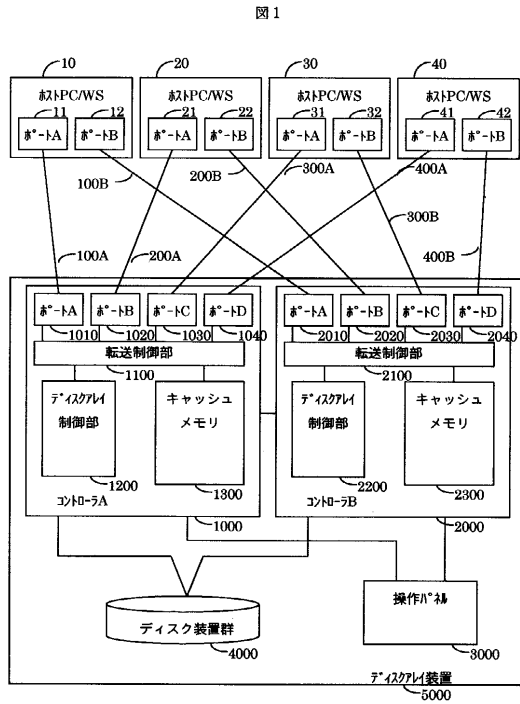 図1
10
20
30
40
ホストPC/WS
ホストPC/WS
ホストPC/WS
ホストPC/WS
11
12
21
22
31
32
41
42
ポートA
ポートB
ポートA
ポートB
ポートA
ポートB
ポートA
ポートB
100B
200B
300A
400A
300B
100A
200A
400B
ポートA
ポートB
ポートC
ポートD
ポートA
ポートB
ポートC
ポートD
1010
1020
1030
1040
2010
2020
2030
2040
転送制御部
転送制御部
1100
2100
ディスクアレイ
制御部
キャッシュ
メモリ
ディスクアレイ
制御部
キャッシュ
メモリ
1200
1300
2200
2300
コントローラA
コントローラB
1000
2000
操作パネル
ディスク装置群
4000
3000
ディスクアレイ装置
5000